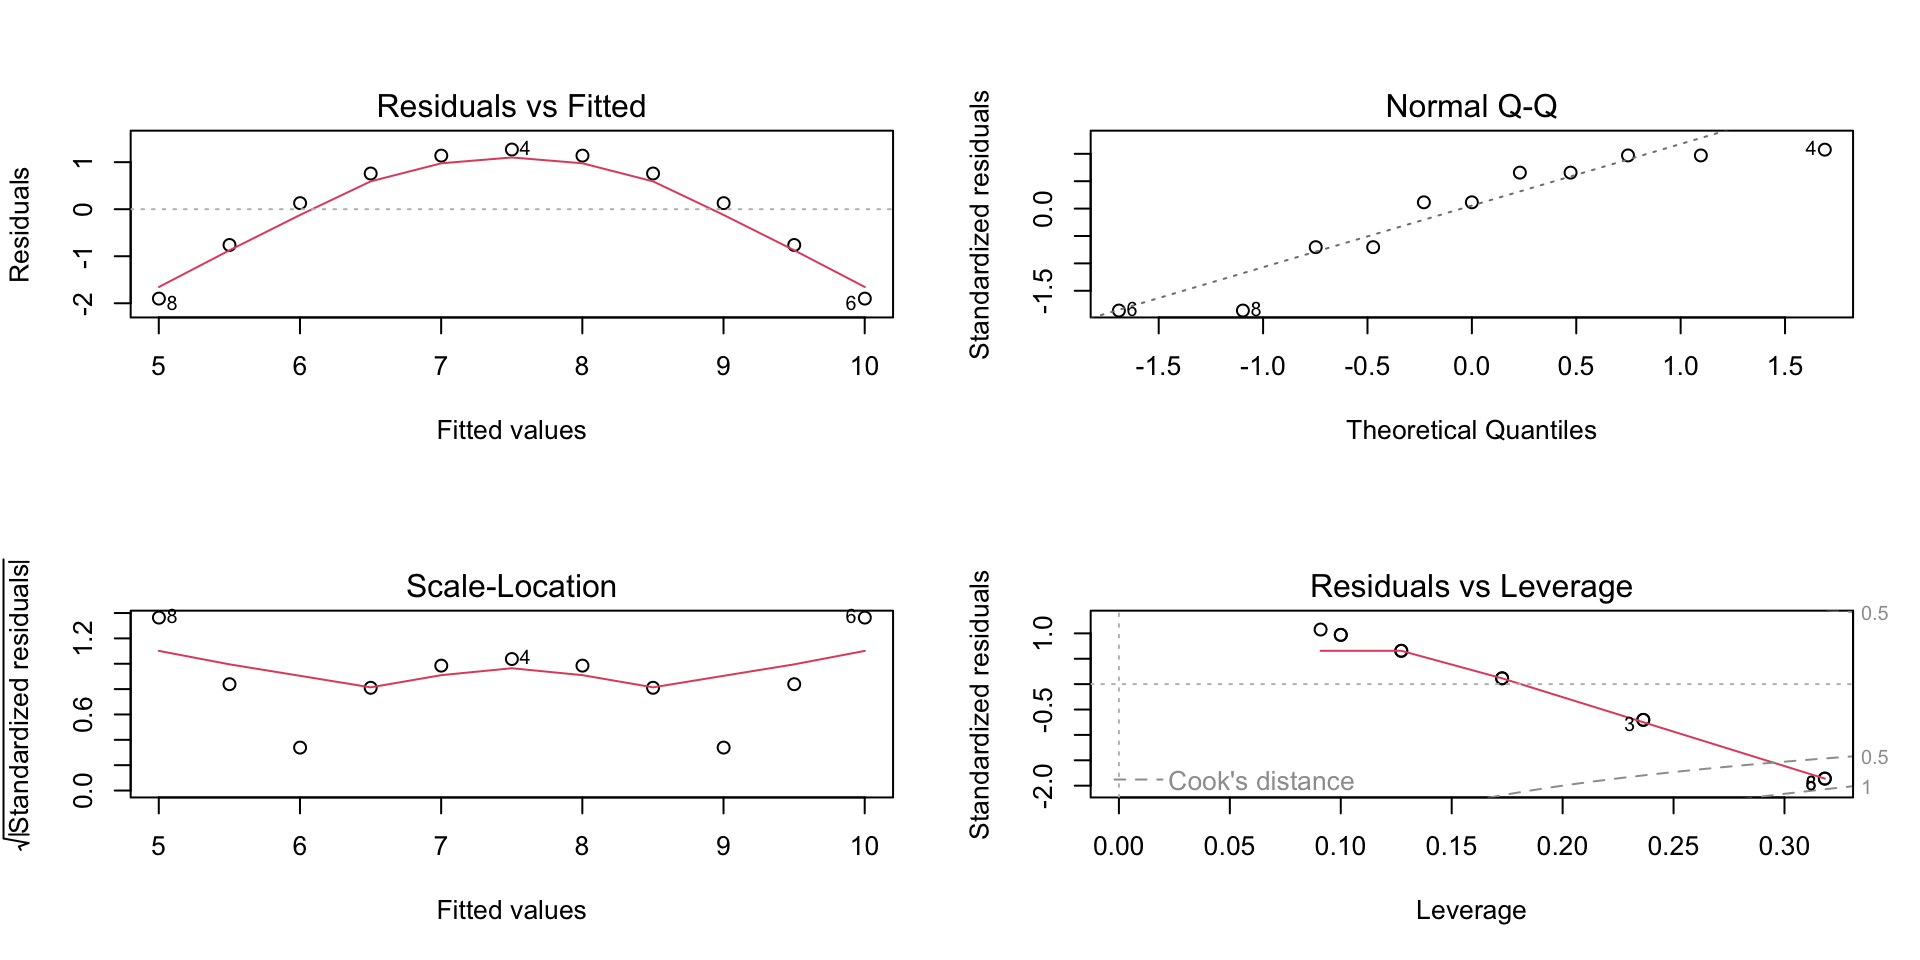 Residuals vs Fitted
Residuals
1
0
-1
-2
4
8
6
5 6 7 8 9 10
Fitted values
Normal Q-Q
Standardized residuals
0.0
-1.5
4
6
8
-1.5 -1.0 -0.5 0.0 0.5 1.0 1.5
Theoretical Quantiles
Scale-Location
√|Standardized residuals|
1.2
0.6
0.0
8
4
6
5 6 7 8 9 10
Fitted values
Residuals vs Leverage
Standardized residuals
1.0
-0.5
-2.0
0.5
3
0.5
1
6
Cook's distance
0.00 0.05 0.10 0.15 0.20 0.25 0.30
Leverage